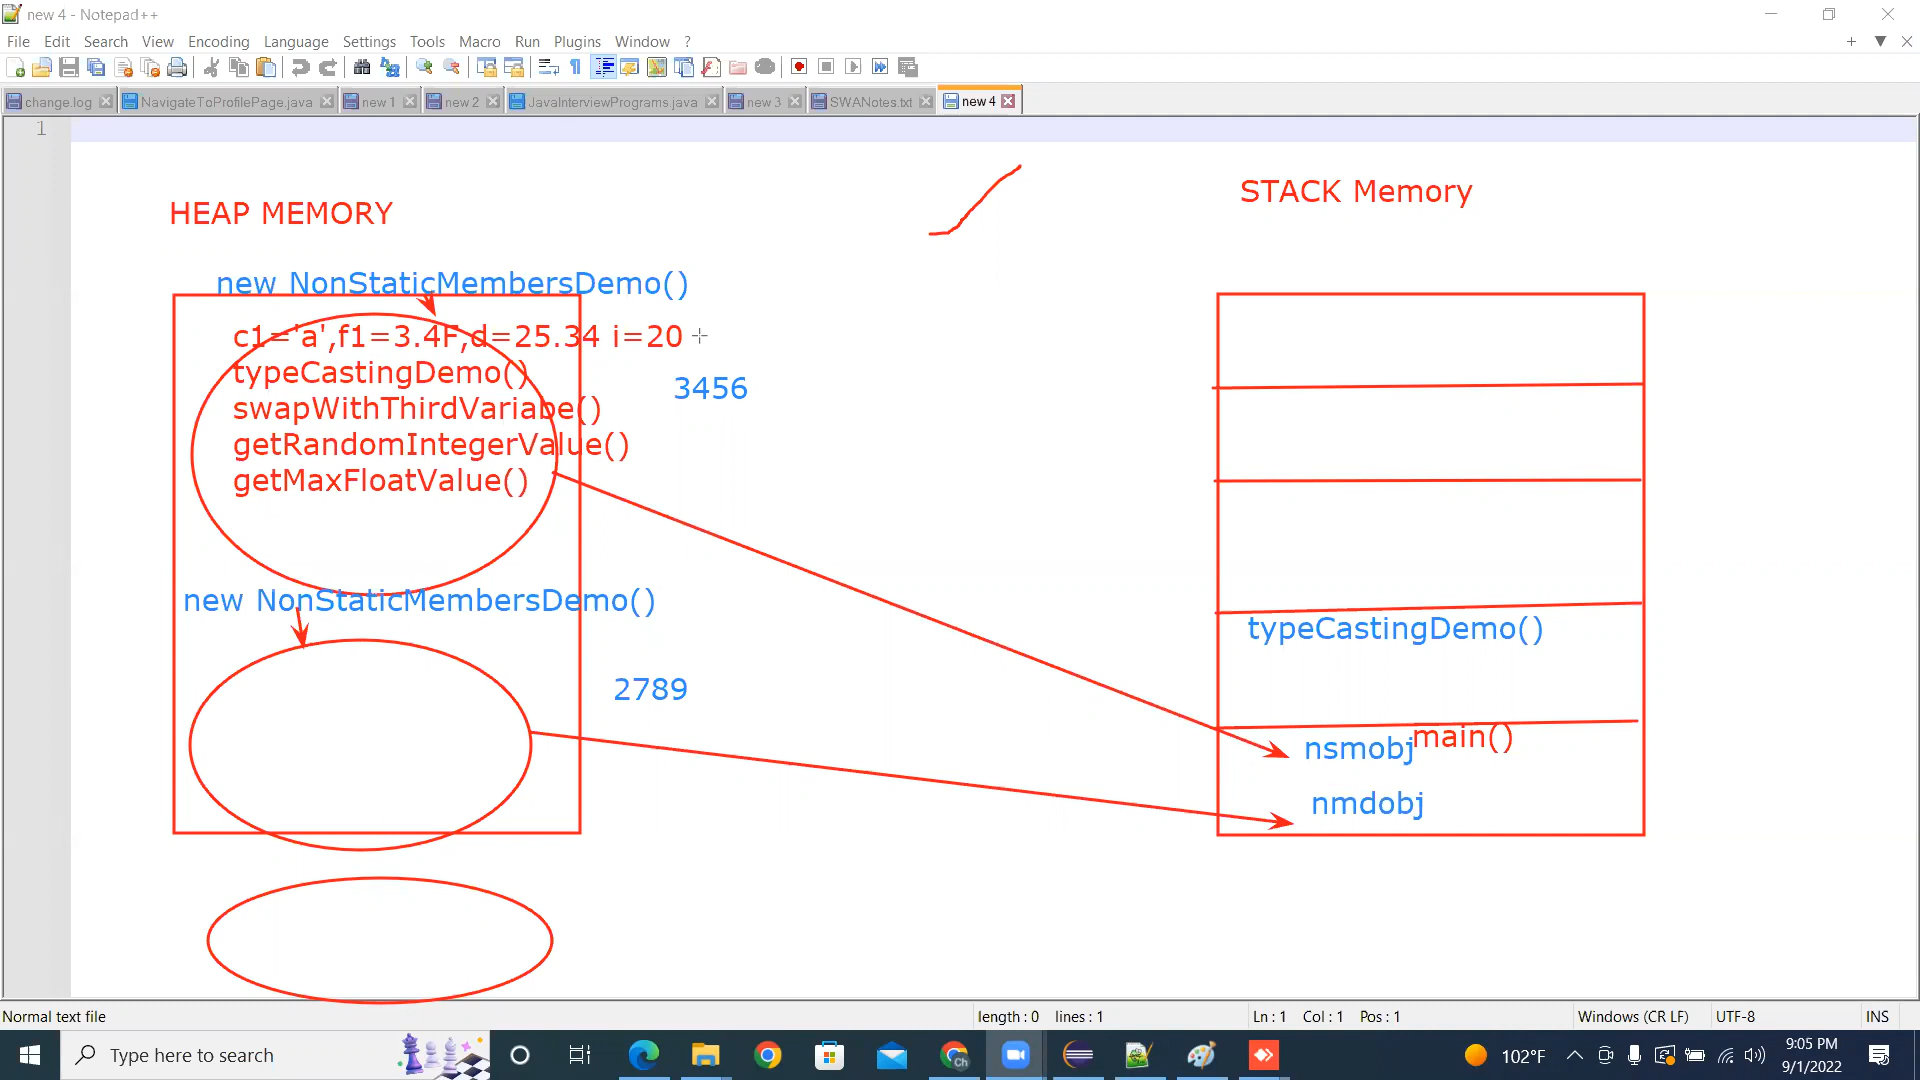 new 4 - Notepad++
File Edit Search View Encoding Language Settings Tools Macro Run Plugins Window ?
change.log NavigateToProfilePage.java new 1 new 2 JavaInterviewPrograms.java new 3 SWANotes.txt new 4
1
HEAP MEMORY
STACK Memory
new NonStaticMembersDemo()
c1='a',f1=3.4F,d=25.34 i=20
typeCastingDemo()
3456
swapWithThirdVariabe()
getRandomIntegerValue()
getMaxFloatValue()
new NonStaticMembersDemo()
typeCastingDemo()
2789
main()
nsmobj
nmdobj
Normal text file length : 0 lines : 1 Ln : 1 Col : 1 Pos : 1 Windows (CR LF) UTF-8 INS
Type here to search
102°F
9:05 PM
9/1/2022